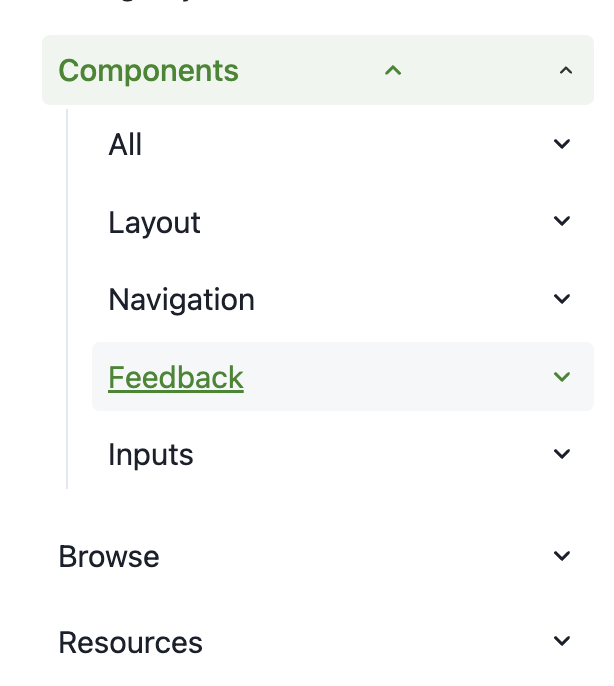 Components
All
Layout
Navigation
Feedback
Inputs
Browse
Resources